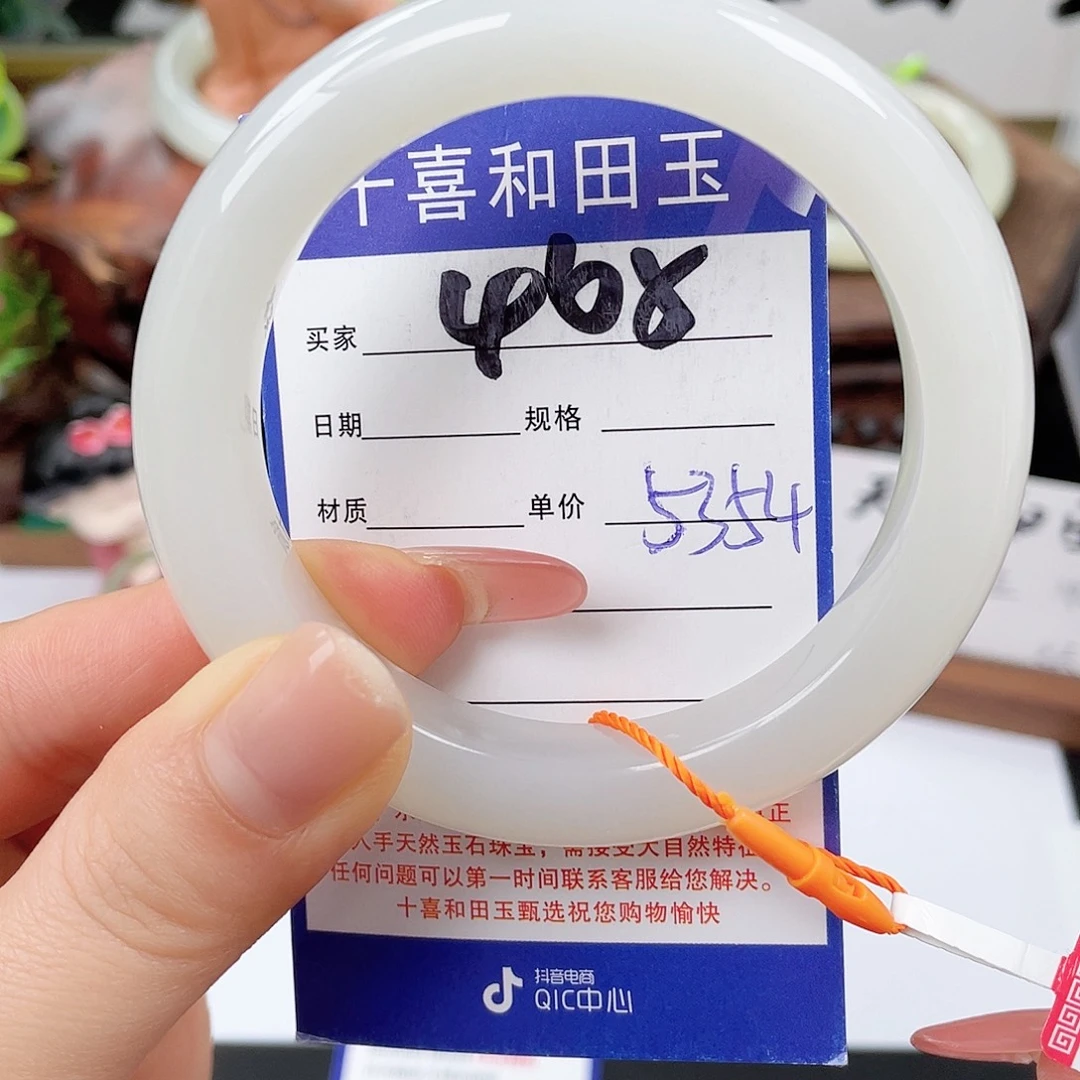 十喜和田玉
4968
买家
日期 规格
材质 单价 5354
入手天然玉石珠宝，需接受大自然特征
任何问题可以第一时间联系客服给您解决。
十喜和田玉甄选祝您购物愉快
抖音电商
QIC中心